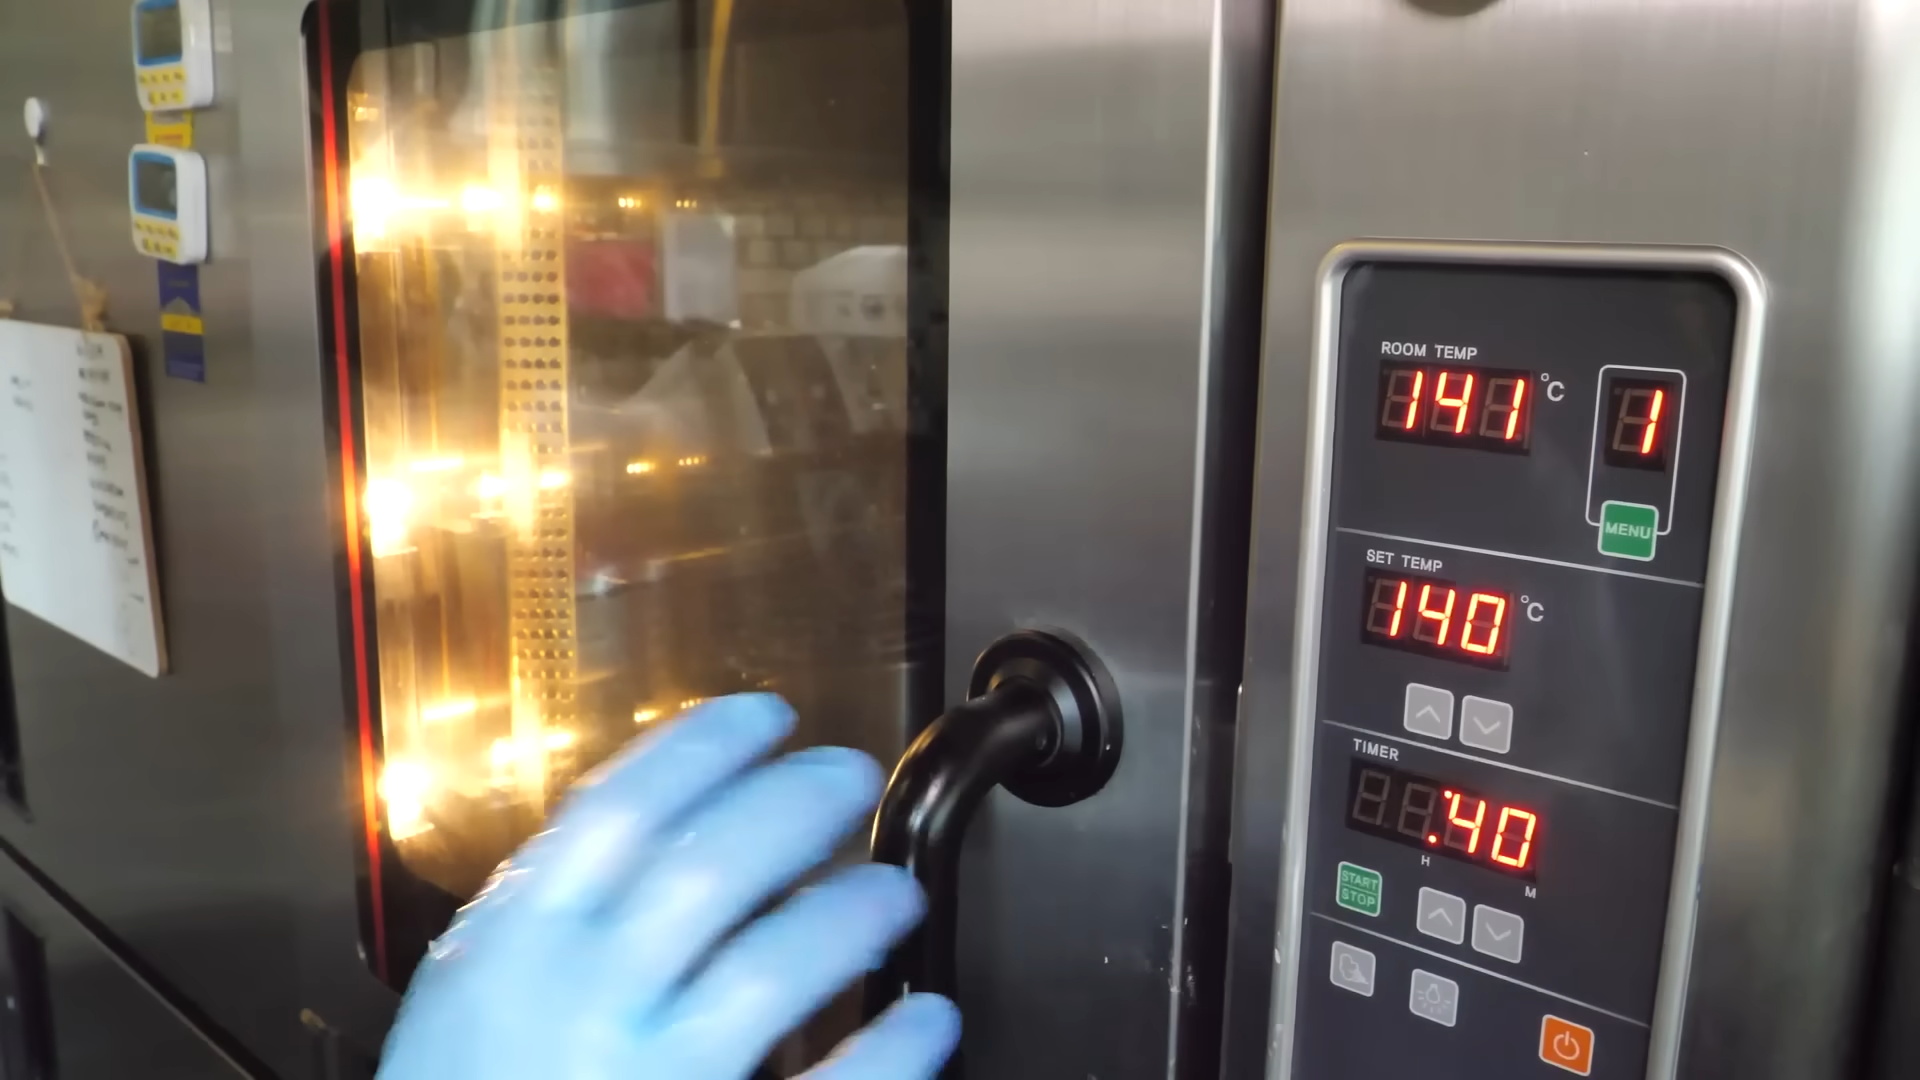 ROOM TEMP
141 °C
1
MENU
SET TEMP
140 °C
TIMER
.40
H
M
START
STOP